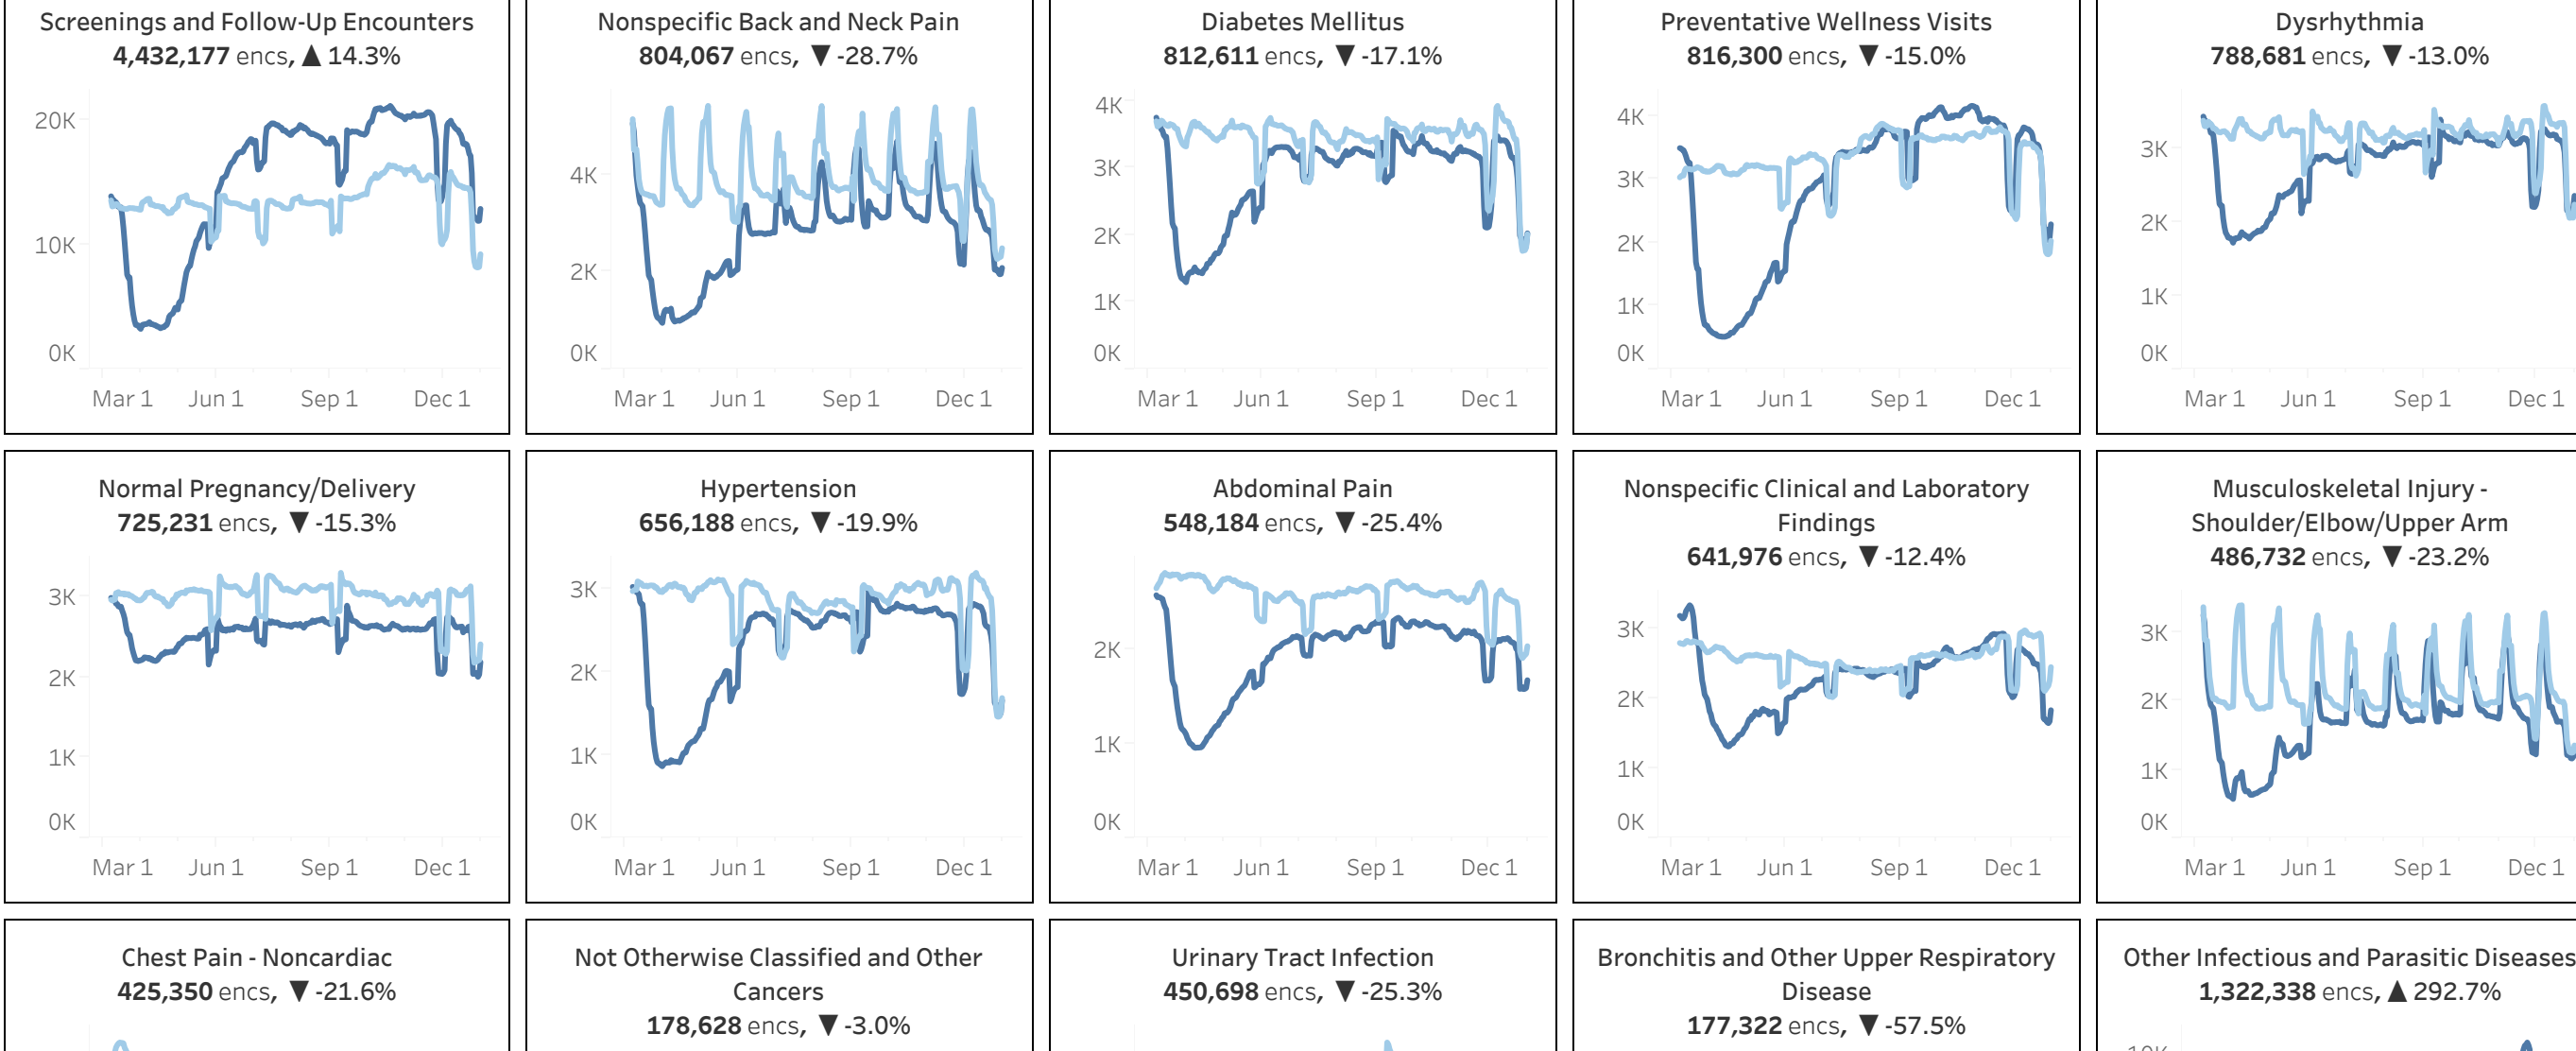 Screenings and Follow-Up Encounters
4,432,177 encs, ▲ 14.3%
20K
10K
0K
Mar 1 Jun 1 Sep 1 Dec 1
Nonspecific Back and Neck Pain
804,067 encs, ▼ -28.7%
4K
2K
0K
Mar 1 Jun 1 Sep 1 Dec 1
Diabetes Mellitus
812,611 encs, ▼ -17.1%
4K
3K
2K
1K
0K
Mar 1 Jun 1 Sep 1 Dec 1
Preventative Wellness Visits
816,300 encs, ▼ -15.0%
4K
3K
2K
1K
0K
Mar 1 Jun 1 Sep 1 Dec 1
Dysrhythmia
788,681 encs, ▼ -13.0%
3K
2K
1K
0K
Mar 1 Jun 1 Sep 1 Dec 1
Normal Pregnancy/Delivery
725,231 encs, ▼ -15.3%
3K
2K
1K
0K
Mar 1 Jun 1 Sep 1 Dec 1
Hypertension
656,188 encs, ▼ -19.9%
3K
2K
1K
0K
Mar 1 Jun 1 Sep 1 Dec 1
Abdominal Pain
548,184 encs, ▼ -25.4%
2K
1K
0K
Mar 1 Jun 1 Sep 1 Dec 1
Nonspecific Clinical and Laboratory
Findings
641,976 encs, ▼ -12.4%
3K
2K
1K
0K
Mar 1 Jun 1 Sep 1 Dec 1
Musculoskeletal Injury -
Shoulder/Elbow/Upper Arm
486,732 encs, ▼ -23.2%
3K
2K
1K
0K
Mar 1 Jun 1 Sep 1 Dec 1
Chest Pain - Noncardiac
425,350 encs, ▼ -21.6%
Not Otherwise Classified and Other
Cancers
178,628 encs, ▼ -3.0%
Urinary Tract Infection
450,698 encs, ▼ -25.3%
Bronchitis and Other Upper Respiratory
Disease
177,322 encs, ▼ -57.5%
Other Infectious and Parasitic Diseases
1,322,338 encs, ▲ 292.7%